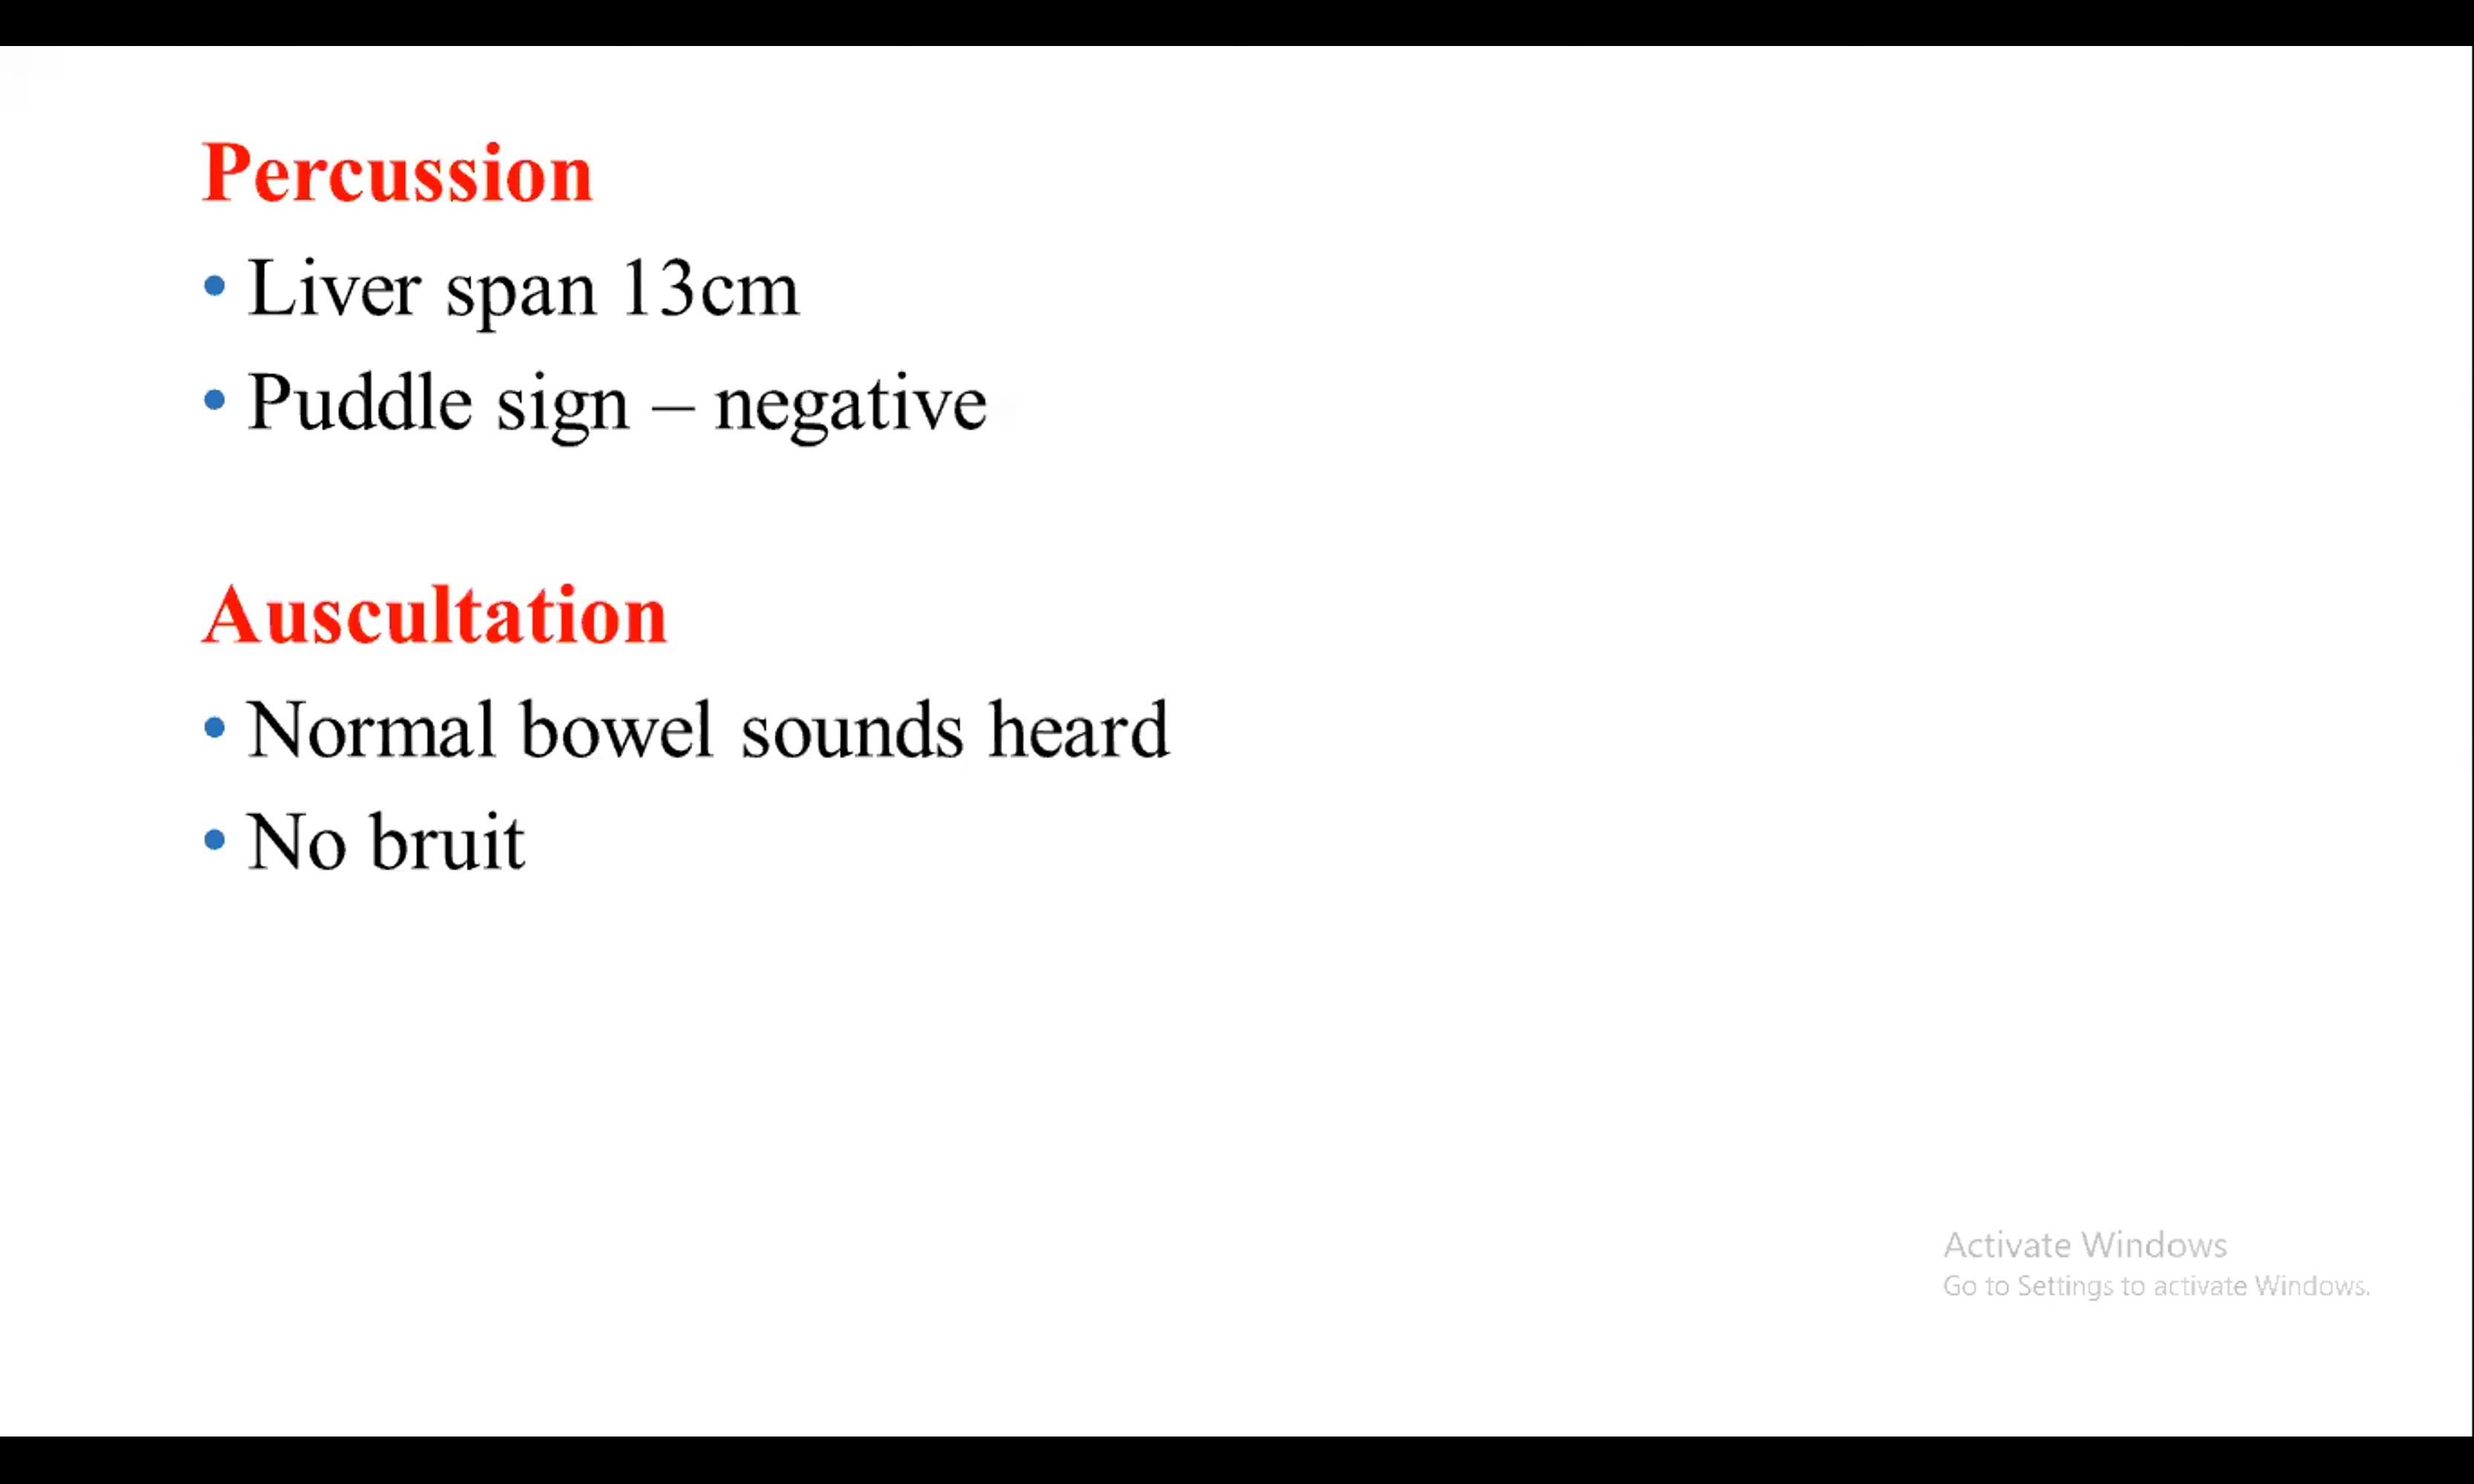 Percussion
• Liver span 13cm
• Puddle sign – negative
Auscultation
• Normal bowel sounds heard
• No bruit
Activate Windows
Go to Settings to activate Windows.